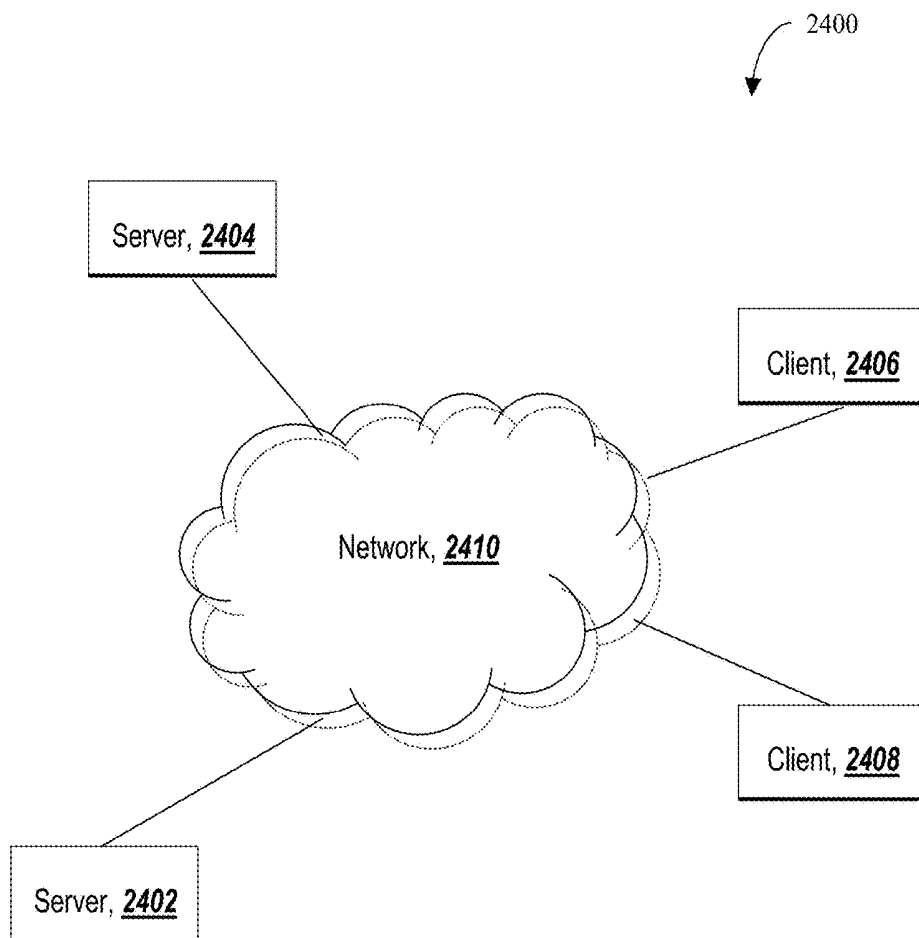 2400
Server, 2404
Client, 2406
Network, 2410
Client, 2408
Server, 2402